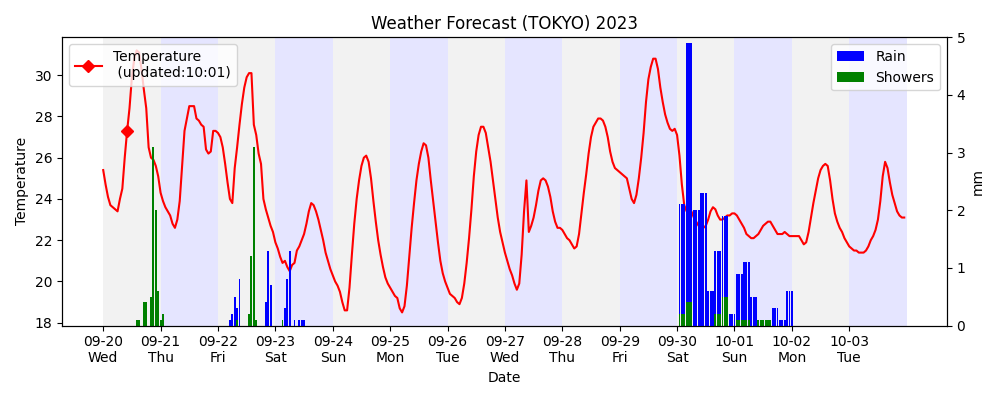 Weather Forecast (TOKYO) 2023
Temperature
(updated:10:01)
Rain
Showers
Temperature
30
28
26
24
22
20
18
mm
5
4
3
2
1
0
09-20 09-21 09-22 09-23 09-24 09-25 09-26 09-27 09-28 09-29 09-30 10-01 10-02 10-03
Wed Thu Fri Sat Sun Mon Tue Wed Thu Fri Sat Sun Mon Tue
Date